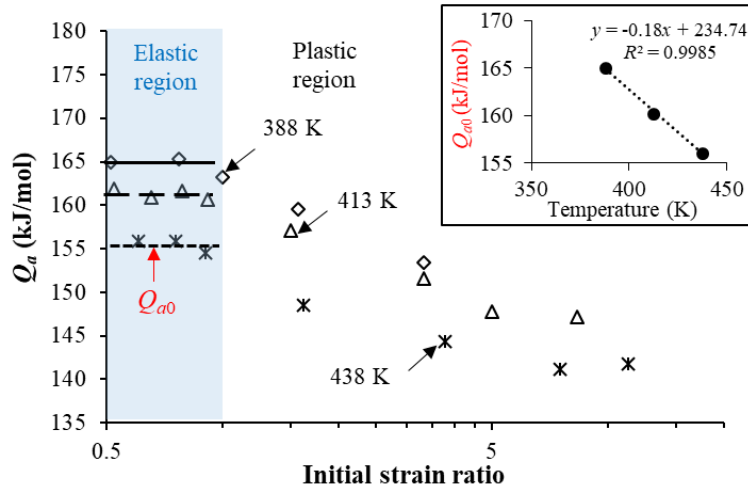 180
175
170
165
160
155
150
145
140
135
Qa (kJ/mol)
Elastic
region
Plastic
region
388 K
413 K
438 K
Qa0
0.5
5
Initial strain ratio
y = -0.18x + 234.74
R² = 0.9985
170
165
160
155
Qa0 (kJ/mol)
350
400
450
Temperature (K)